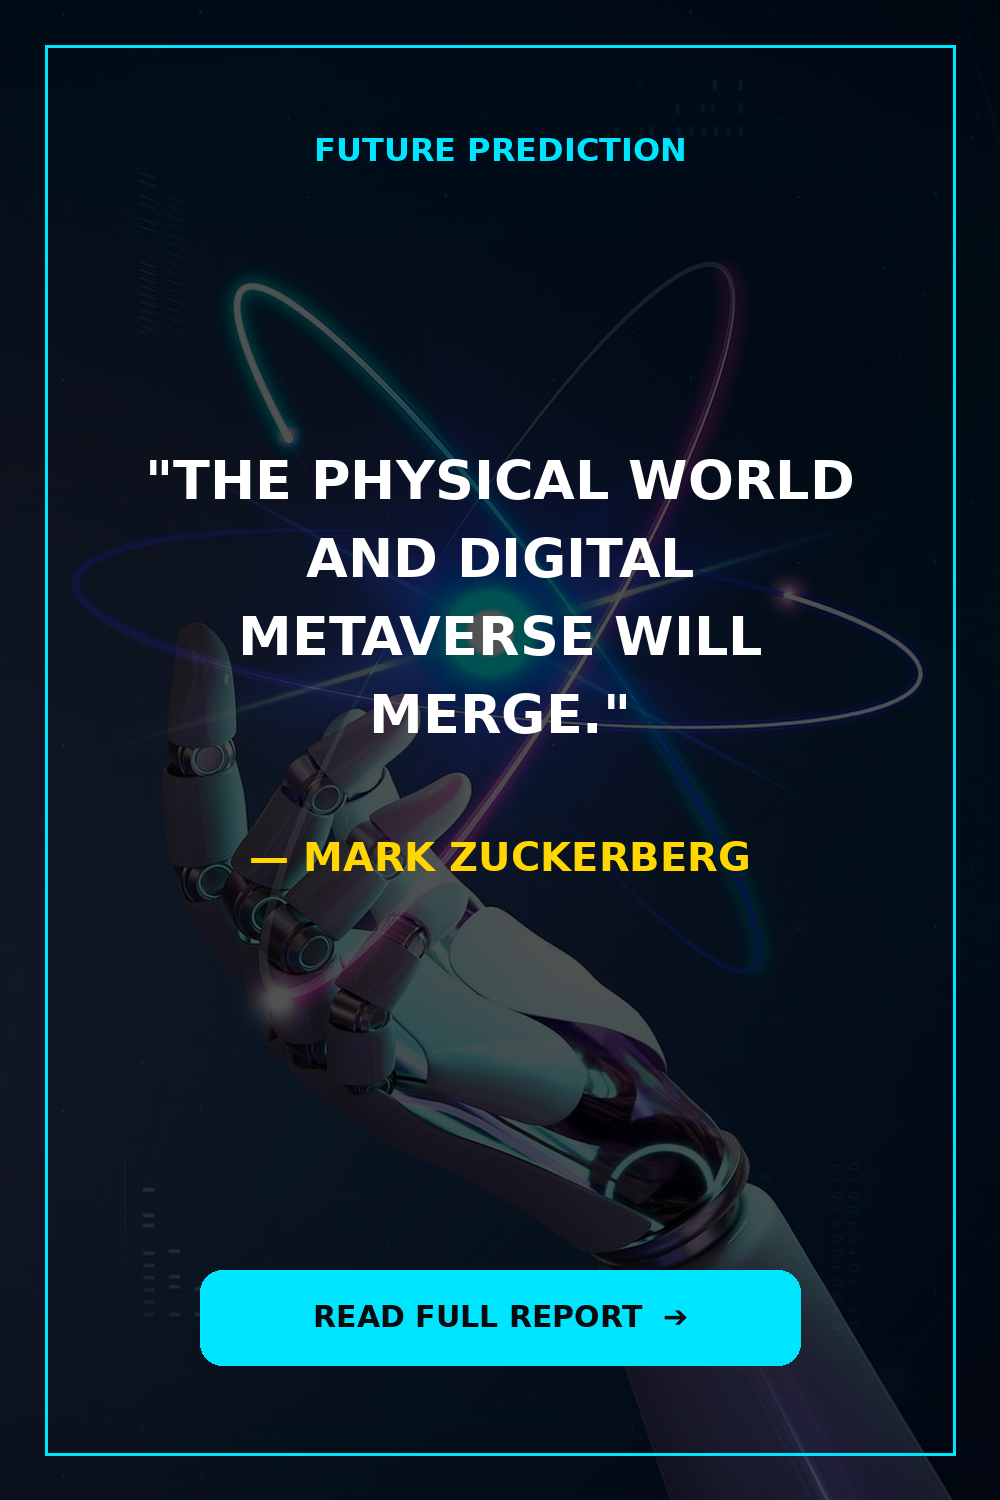 FUTURE PREDICTION
"THE PHYSICAL WORLD
AND DIGITAL
METAVERSE WILL
MERGE."
— MARK ZUCKERBERG
READ FULL REPORT ➔